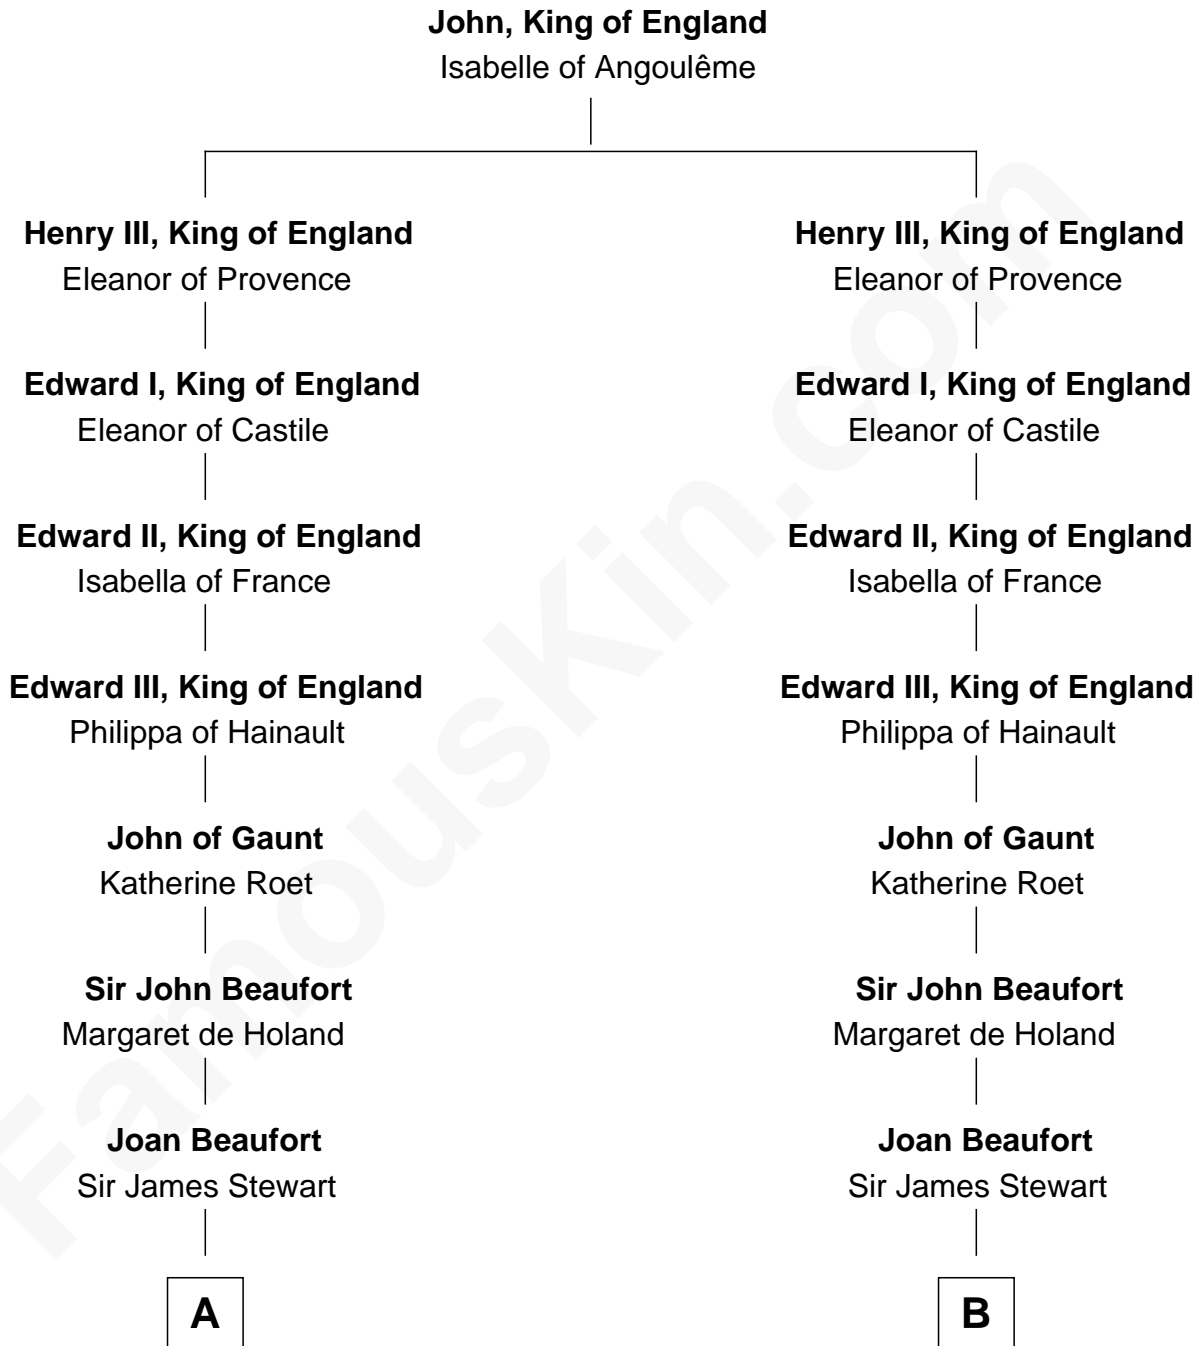 John, King of England
Isabelle of Angoulême
Henry III, King of England
Eleanor of Provence
Henry III, King of England
Eleanor of Provence
Edward I, King of England
Eleanor of Castile
Edward I, King of England
Eleanor of Castile
Edward II, King of England
Isabella of France
Edward II, King of England
Isabella of France
Edward III, King of England
Philippa of Hainault
Edward III, King of England
Philippa of Hainault
John of Gaunt
Katherine Roet
John of Gaunt
Katherine Roet
Sir John Beaufort
Margaret de Holand
Sir John Beaufort
Margaret de Holand
Joan Beaufort
Sir James Stewart
Joan Beaufort
Sir James Stewart
A
B
FamousKin.com